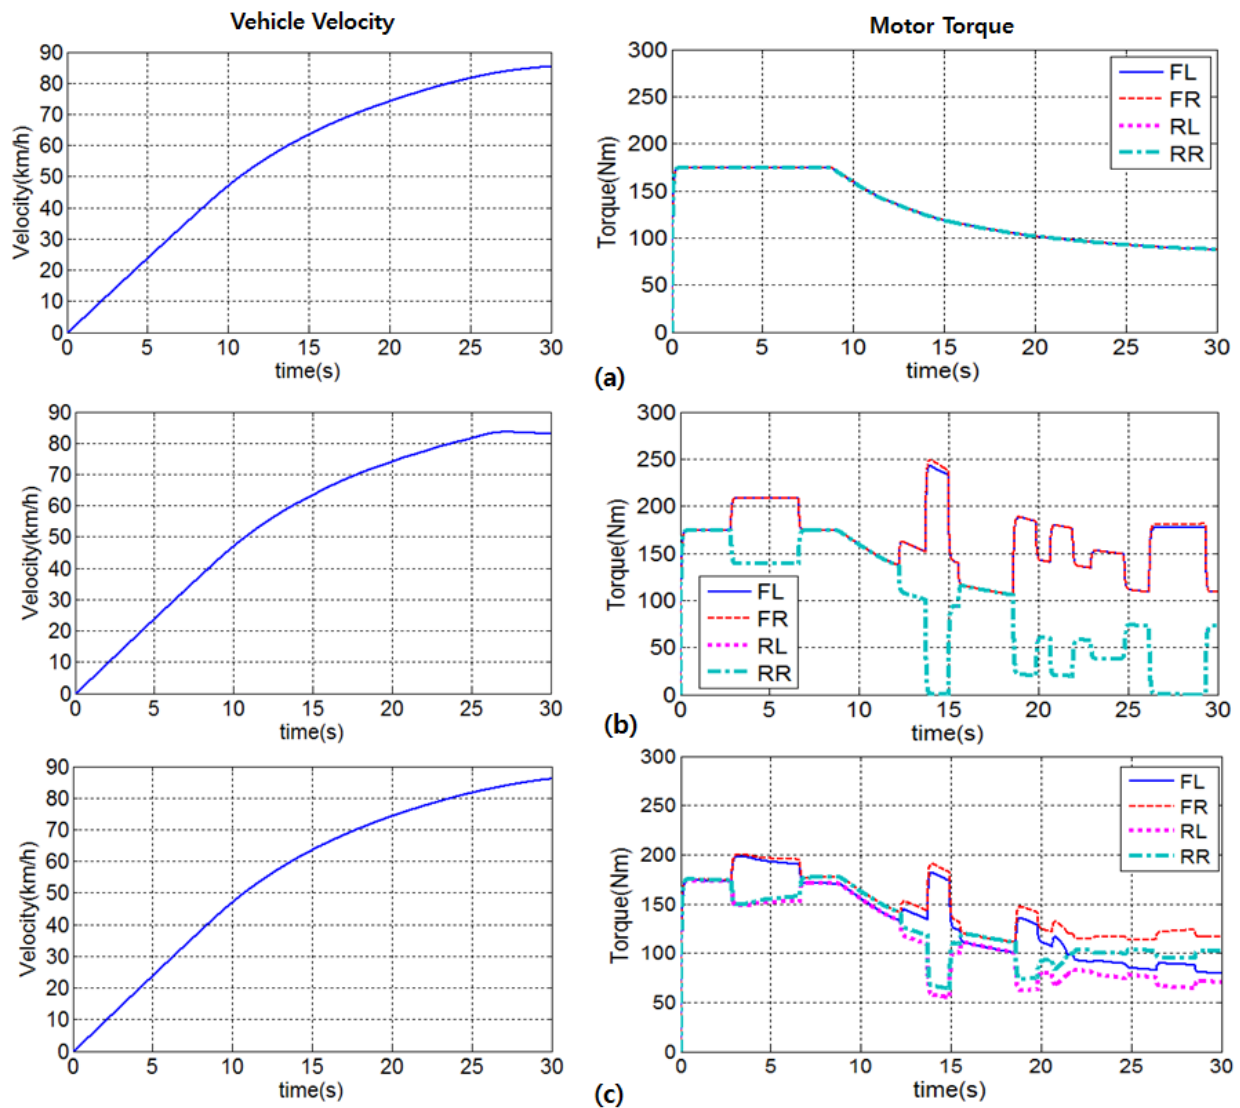 Vehicle Velocity
Motor Torque
90
80
70
60
50
40
30
20
10
0
Velocity(km/h)
0 5 10 15 20 25 30
time(s)
300
250
200
150
100
50
0
Torque(Nm)
FL
FR
RL
RR
0 5 10 15 20 25 30
time(s)
(a)
90
80
70
60
50
40
30
20
10
0
Velocity(km/h)
0 5 10 15 20 25 30
time(s)
300
250
200
150
100
50
0
Torque(Nm)
FL
FR
RL
RR
0 5 10 15 20 25 30
time(s)
(b)
90
80
70
60
50
40
30
20
10
0
Velocity(km/h)
0 5 10 15 20 25 30
time(s)
300
250
200
150
100
50
0
Torque(Nm)
FL
FR
RL
RR
0 5 10 15 20 25 30
time(s)
(c)